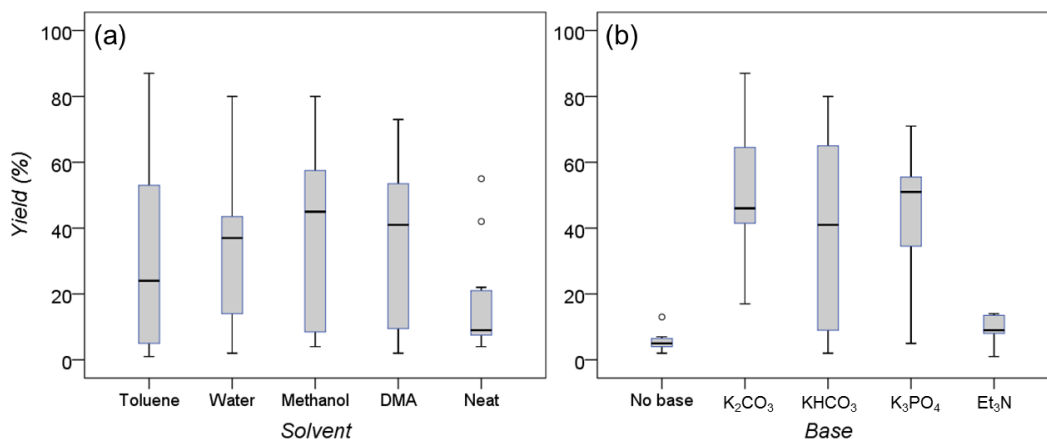 (a)
(b)
Yield (%)
100
80
60
40
20
0
Toluene Water Methanol DMA Neat
Solvent
100
80
60
40
20
0
No base K₂CO₃ KHCO₃ K₃PO₄ Et₃N
Base